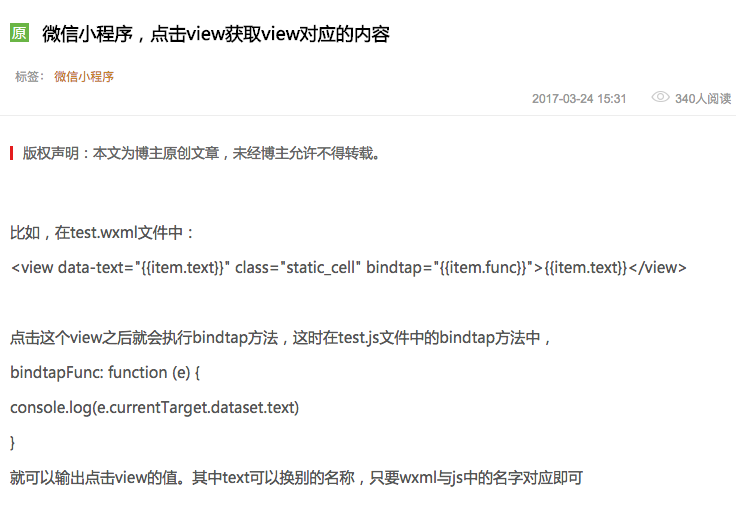 原 微信小程序，点击view获取view对应的内容
标签： 微信小程序
2017-03-24 15:31 340人阅读
版权声明：本文为博主原创文章，未经博主允许不得转载。
比如，在test.wxml文件中：
<view data-text="{{item.text}}" class="static_cell" bindtap="{{item.func}}">{{item.text}}</view>
点击这个view之后就会执行bindtap方法，这时在test.js文件中的bindtap方法中，
bindtapFunc: function (e) {
console.log(e.currentTarget.dataset.text)
}
就可以输出点击view的值。其中text可以换别的名称，只要wxml与js中的名字对应即可